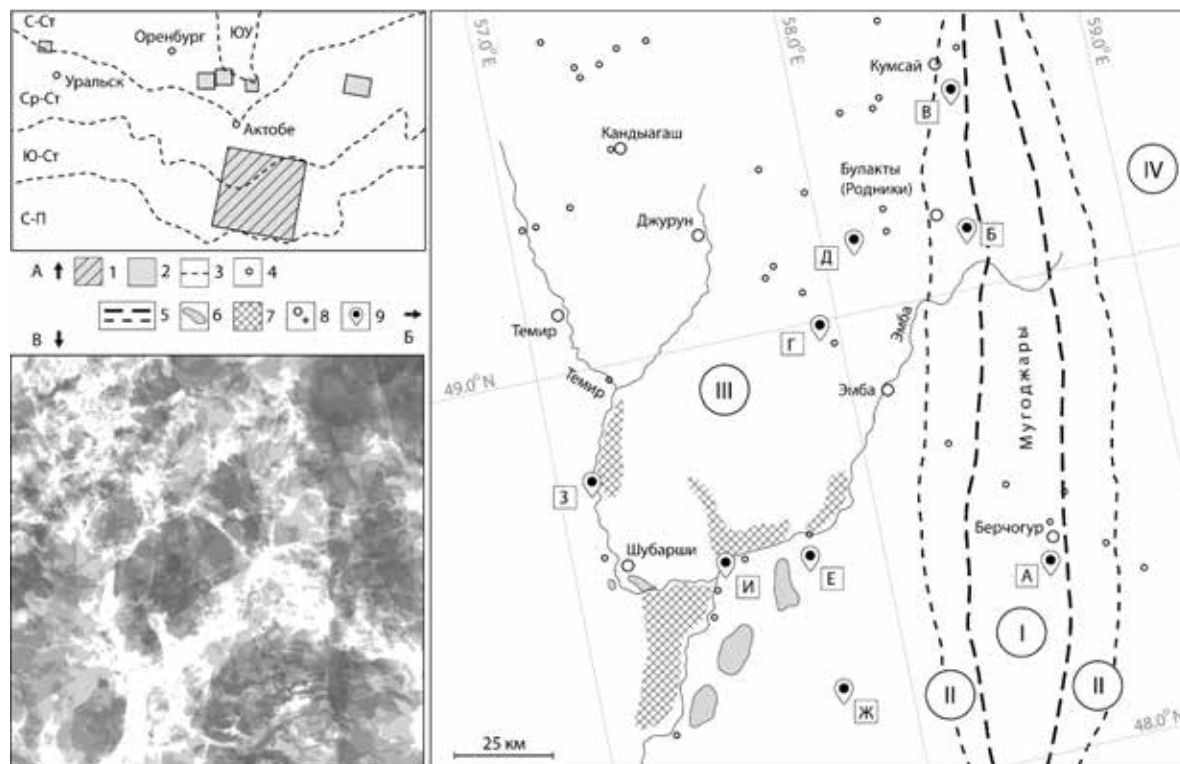 С-Ст
Оренбург
ЮУ
Уральск
Ср-Ст
Актобе
Ю-Ст
С-П
А 1 2 3 4
5 6 7 8 9
В Б
57.0° E
58.0° E
59.0° E
Кумсай
В
Кандыагаш
IV
Булакты
(Родники)
Джурун
Б
Д
Темир
Г
Эмба
49.0° N
Темир
III
Эмба
Мугоджары
З
Берчогур
Шубарши
И
Е
А
I
II
II
Ж
48.0° N
25 км